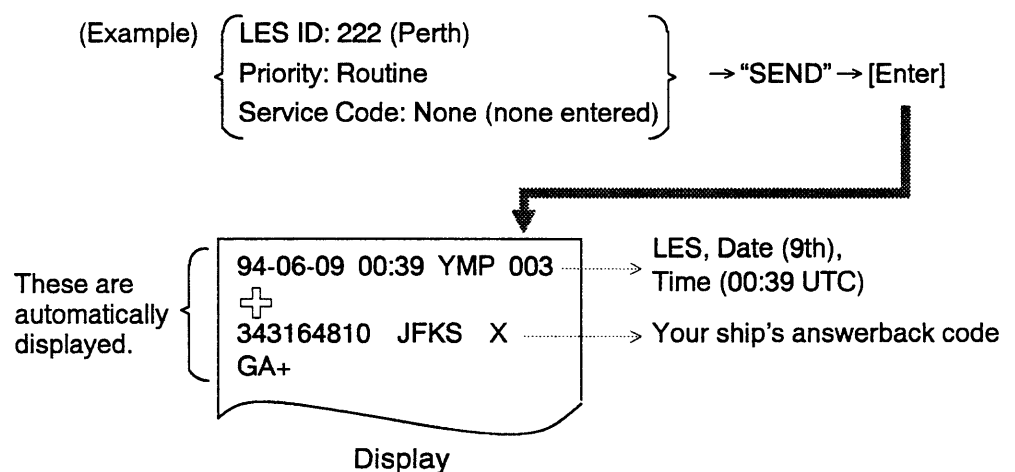 (Example)
LES ID: 222 (Perth)
Priority: Routine
Service Code: None (none entered)
→ "SEND" → [Enter]
These are
automatically
displayed.
94-06-09 00:39 YMP 003
343164810 JFKS X
GA+
LES, Date (9th),
Time (00:39 UTC)
Your ship's answerback code
Display